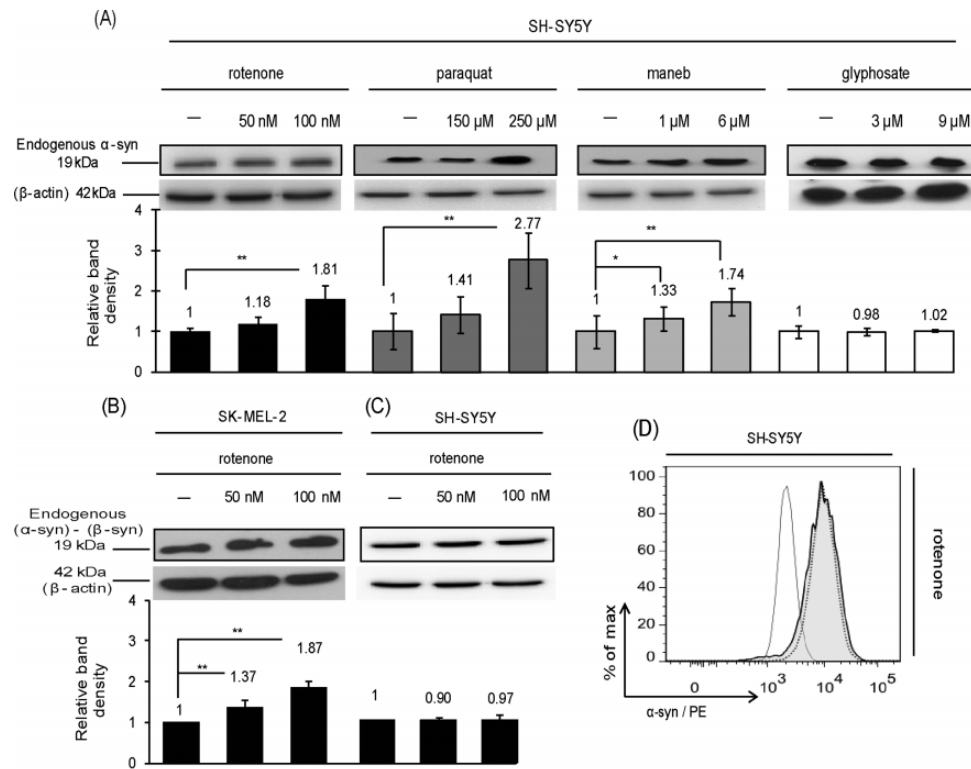 (A)
SH-SY5Y
rotenone paraquat maneb glyphosate
— 50 nM 100 nM — 150 µM 250 µM — 1 µM 6 µM — 3 µM 9 µM
Endogenous α-syn
19 kDa
(β-actin) 42 kDa
Relative band
density
4
3
2
1
0
1 1.18 1.81 **
1 1.41 2.77 **
1 1.33 1.74 * **
1 0.98 1.02
(B)
SK-MEL-2
rotenone
— 50 nM 100 nM
Endogenous
(α-syn) - (β-syn)
19 kDa
42 kDa
(β-actin)
(C)
SH-SY5Y
rotenone
— 50 nM 100 nM
Relative band
density
4
3
2
1
0
1 1.37 1.87 ** **
1 0.90 0.97
(D)
SH-SY5Y
rotenone
% of max
100
80
60
40
20
0
0 10³ 10⁴ 10⁵
α-syn / PE